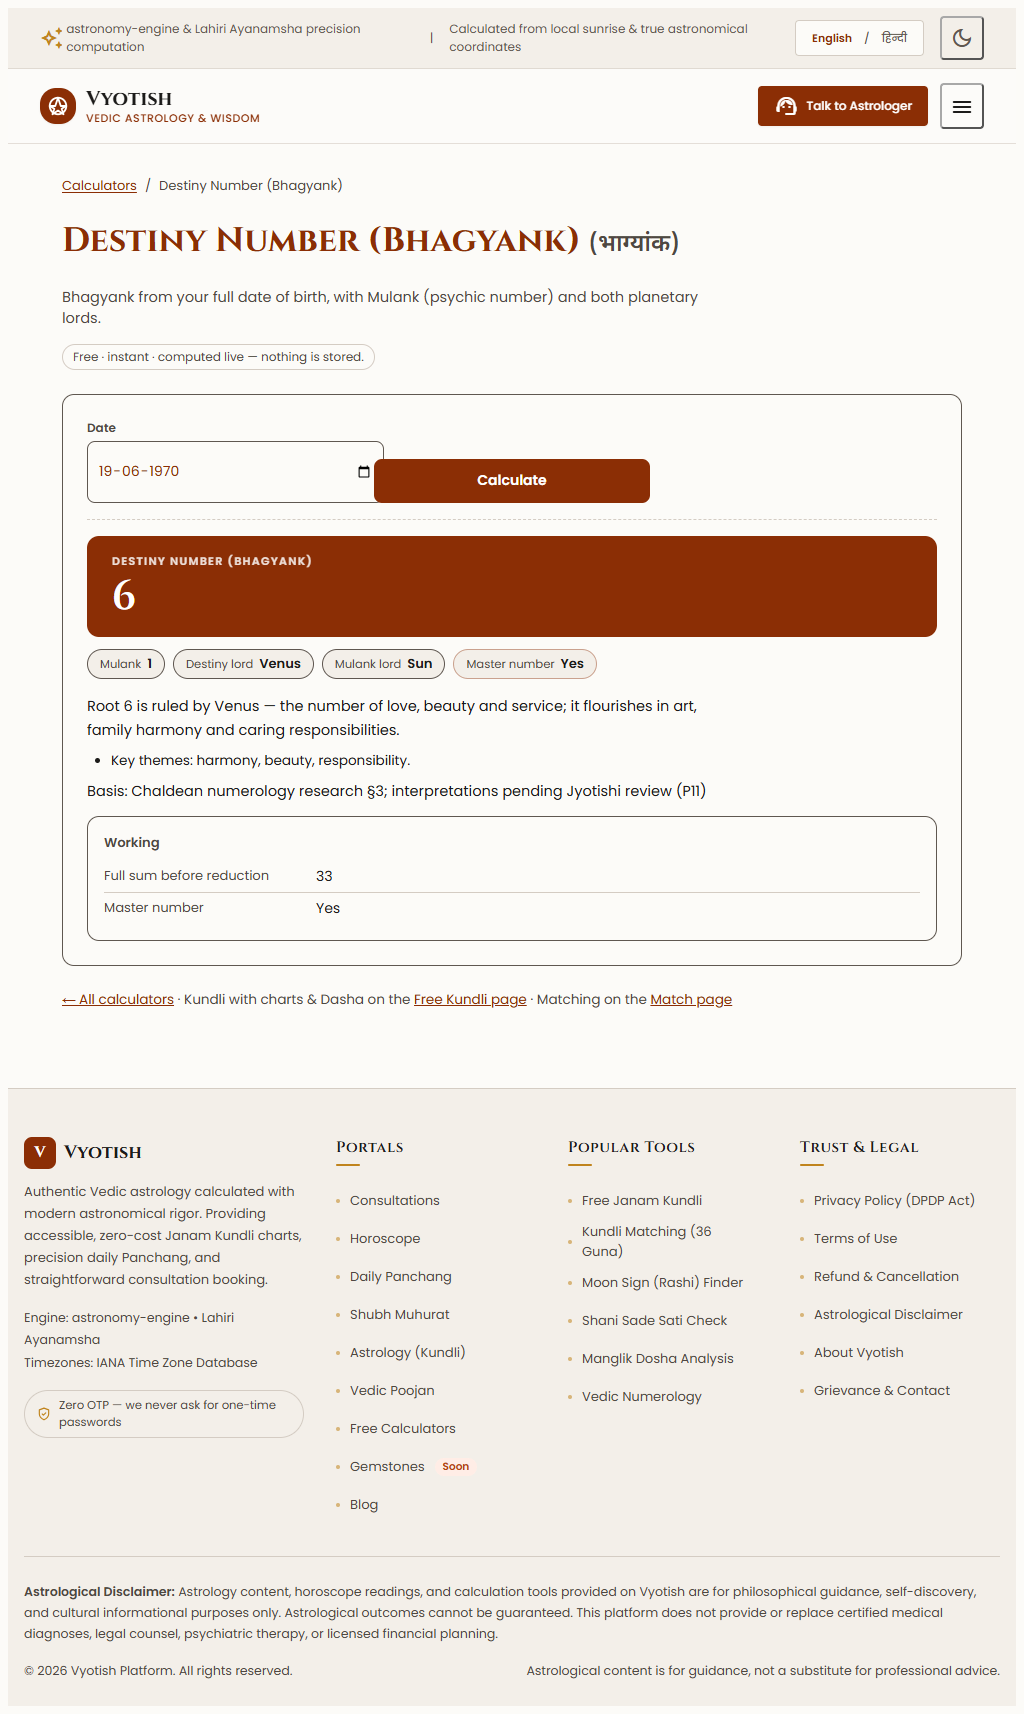 astronomy-engine & Lahiri Ayanamsha precision
computation
|
Calculated from local sunrise & true astronomical
coordinates
English / हिन्दी
Vyotish
VEDIC ASTROLOGY & WISDOM
Talk to Astrologer
Calculators / Destiny Number (Bhagyank)
Destiny Number (Bhagyank) (भाग्यांक)
Bhagyank from your full date of birth, with Mulank (psychic number) and both planetary
lords.
Free · instant · computed live — nothing is stored.
Date
19-06-1970
Calculate
DESTINY NUMBER (BHAGYANK)
6
Mulank 1
Destiny lord Venus
Mulank lord Sun
Master number Yes
Root 6 is ruled by Venus — the number of love, beauty and service; it flourishes in art,
family harmony and caring responsibilities.
• Key themes: harmony, beauty, responsibility.
Basis: Chaldean numerology research §3; interpretations pending Jyotishi review (P11)
Working
Full sum before reduction 33
Master number Yes
← All calculators · Kundli with charts & Dasha on the Free Kundli page · Matching on the Match page
V Vyotish
Authentic Vedic astrology calculated with
modern astronomical rigor. Providing
accessible, zero-cost Janam Kundli charts,
precision daily Panchang, and
straightforward consultation booking.
Engine: astronomy-engine • Lahiri
Ayanamsha
Timezones: IANA Time Zone Database
Zero OTP — we never ask for one-time
passwords
Portals
Consultations
Horoscope
Daily Panchang
Shubh Muhurat
Astrology (Kundli)
Vedic Poojan
Free Calculators
Gemstones Soon
Blog
Popular Tools
Free Janam Kundli
Kundli Matching (36
Guna)
Moon Sign (Rashi) Finder
Shani Sade Sati Check
Manglik Dosha Analysis
Vedic Numerology
Trust & Legal
Privacy Policy (DPDP Act)
Terms of Use
Refund & Cancellation
Astrological Disclaimer
About Vyotish
Grievance & Contact
Astrological Disclaimer: Astrology content, horoscope readings, and calculation tools provided on Vyotish are for philosophical guidance, self-discovery,
and cultural informational purposes only. Astrological outcomes cannot be guaranteed. This platform does not provide or replace certified medical
diagnoses, legal counsel, psychiatric therapy, or licensed financial planning.
© 2026 Vyotish Platform. All rights reserved.
Astrological content is for guidance, not a substitute for professional advice.